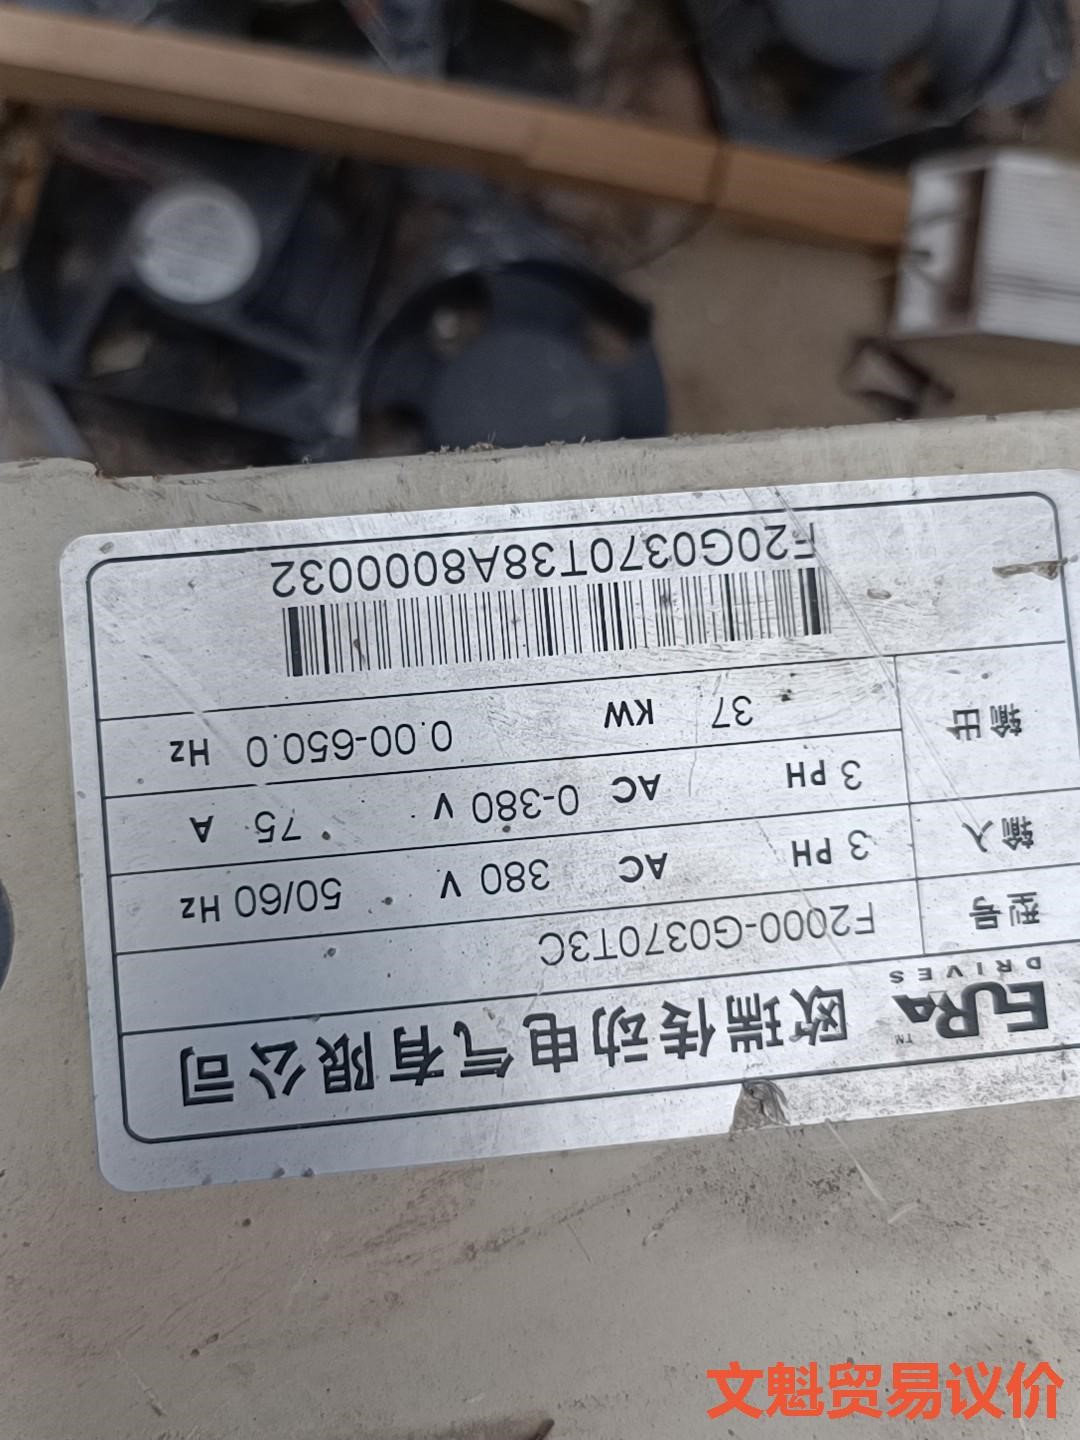 EURA™ 欧瑞传动电气有限公司
DRIVES
型号 F2000-G0370T3C
输入 3 PH AC 380 V 50/60 Hz
输出 3 PH AC 0-380 V 75 A
37 KW 0.00-650.0 Hz
F20G0370T38A8000032
文魁贸易议价